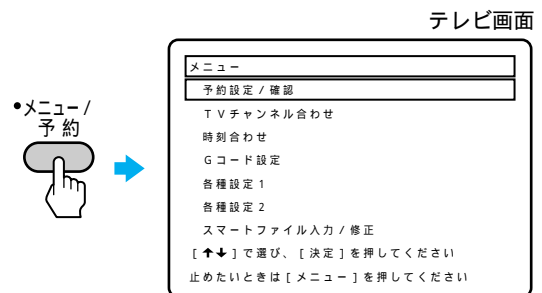 テレビ画面
•メニュー /
予 約
メニュー
予約設定 / 確認
TVチャンネル合わせ
時刻合わせ
Gコード設定
各種設定1
各種設定2
スマートファイル入力 / 修正
[↑↓]で選び、[決定]を押してください
止めたいときは[メニュー]を押してください